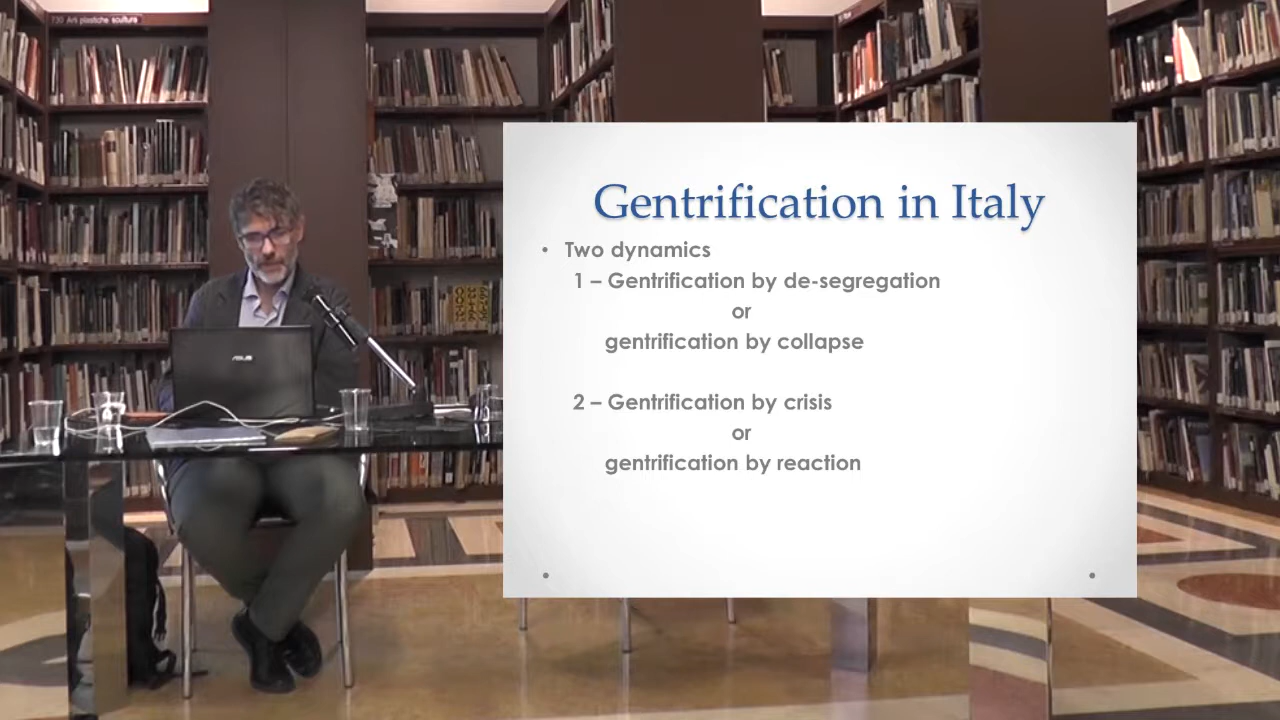 730 Arti plastiche scultura
Gentrification in Italy
• Two dynamics
1 – Gentrification by de-segregation
or
gentrification by collapse
2 – Gentrification by crisis
or
gentrification by reaction
ASUS